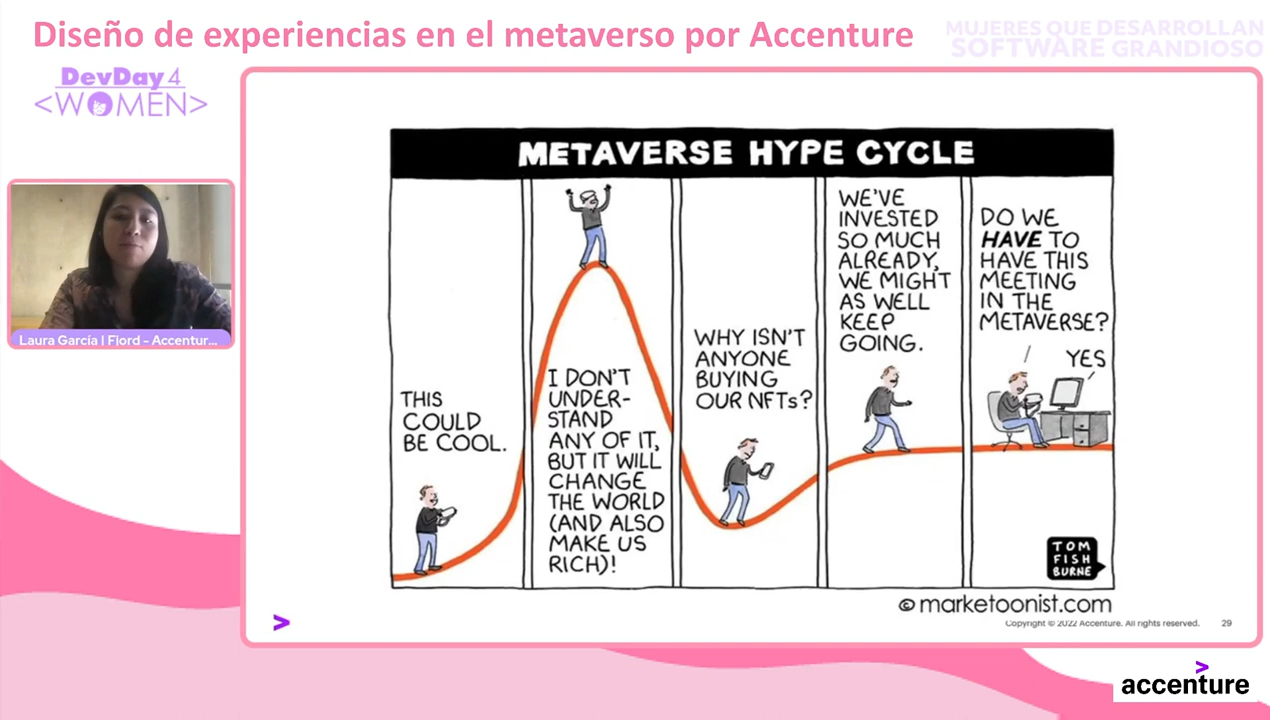 Diseño de experiencias en el metaverso por Accenture
MUJERES QUE DESARROLLAN
SOFTWARE GRANDIOSO
DevDay4
<WOMEN>
Laura García | Fjord - Accentur...
METAVERSE HYPE CYCLE
THIS
COULD
BE COOL.
I DON'T
UNDER-
STAND
ANY OF IT,
BUT IT WILL
CHANGE
THE WORLD
(AND ALSO
MAKE US
RICH)!
WHY ISN'T
ANYONE
BUYING
OUR NFTs?
WE'VE
INVESTED
SO MUCH
ALREADY,
WE MIGHT
AS WELL
KEEP
GOING.
DO WE
HAVE TO
HAVE THIS
MEETING
IN THE
METAVERSE?
YES
TOM
FISH
BURNE
© marketoonist.com
>
Copyright © 2022 Accenture. All rights reserved.
29
accenture